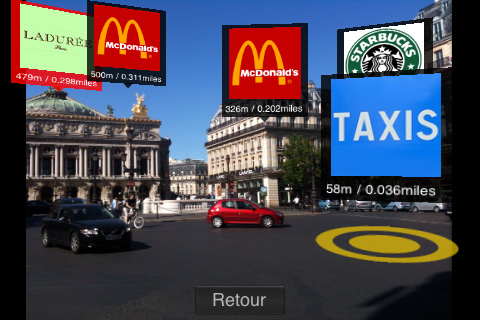 LADURÉE
Paris
479m / 0,298miles
McDonald's
500m / 0.311miles
McDonald's
326m / 0.202miles
STARBUCKS
TAXIS
58m / 0.036miles
Retour